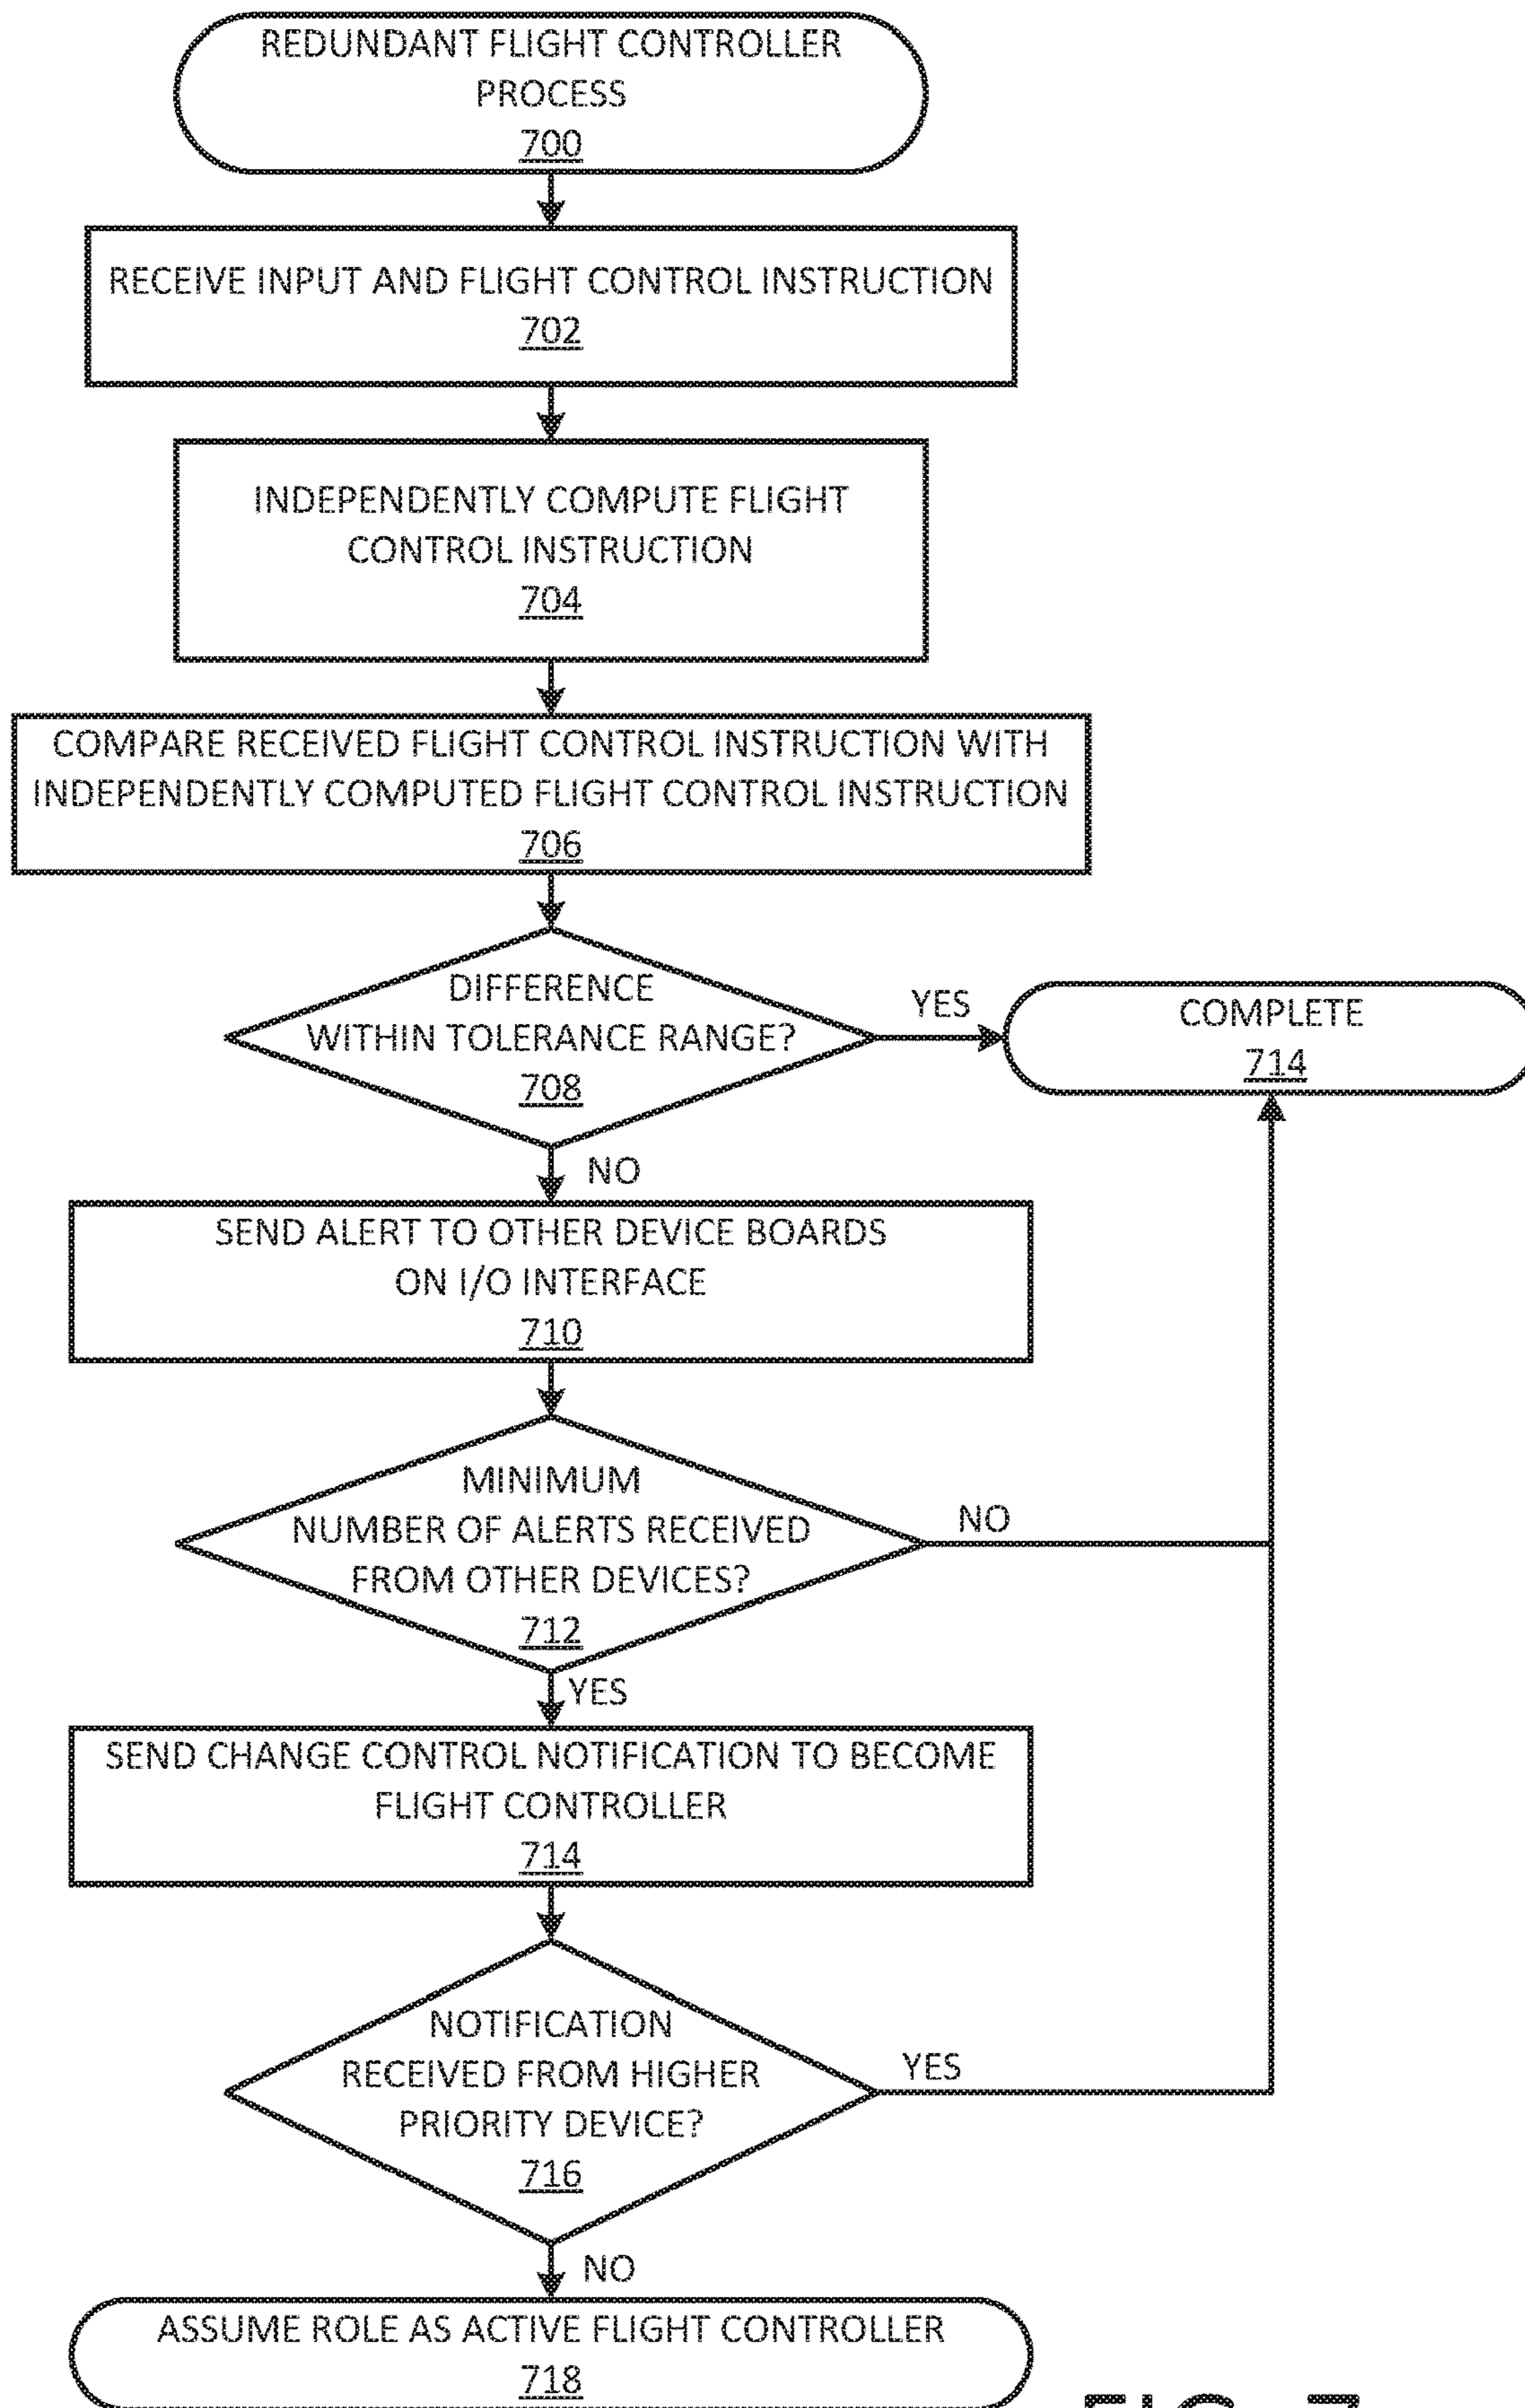 REDUNDANT FLIGHT CONTROLLER
PROCESS
700
RECEIVE INPUT AND FLIGHT CONTROL INSTRUCTION
702
INDEPENDENTLY COMPUTE FLIGHT
CONTROL INSTRUCTION
704
COMPARE RECEIVED FLIGHT CONTROL INSTRUCTION WITH
INDEPENDENTLY COMPUTED FLIGHT CONTROL INSTRUCTION
706
DIFFERENCE
WITHIN TOLERANCE RANGE?
708
YES
COMPLETE
714
NO
SEND ALERT TO OTHER DEVICE BOARDS
ON I/O INTERFACE
710
MINIMUM
NUMBER OF ALERTS RECEIVED
FROM OTHER DEVICES?
712
NO
YES
SEND CHANGE CONTROL NOTIFICATION TO BECOME
FLIGHT CONTROLLER
714
NOTIFICATION
RECEIVED FROM HIGHER
PRIORITY DEVICE?
716
YES
NO
ASSUME ROLE AS ACTIVE FLIGHT CONTROLLER
718
FIG. 7